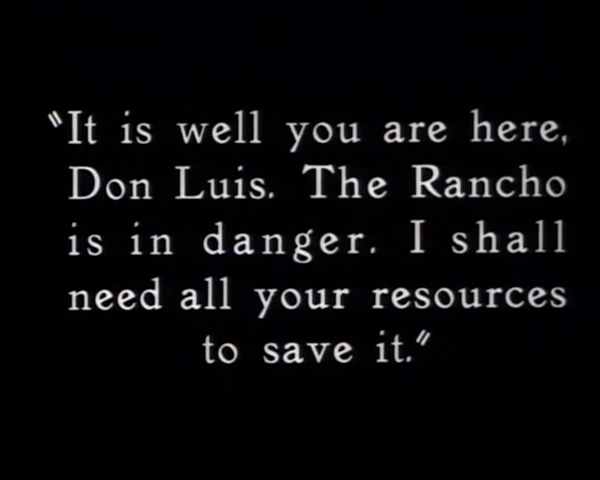 "It is well you are here,
Don Luis. The Rancho
is in danger. I shall
need all your resources
to save it."